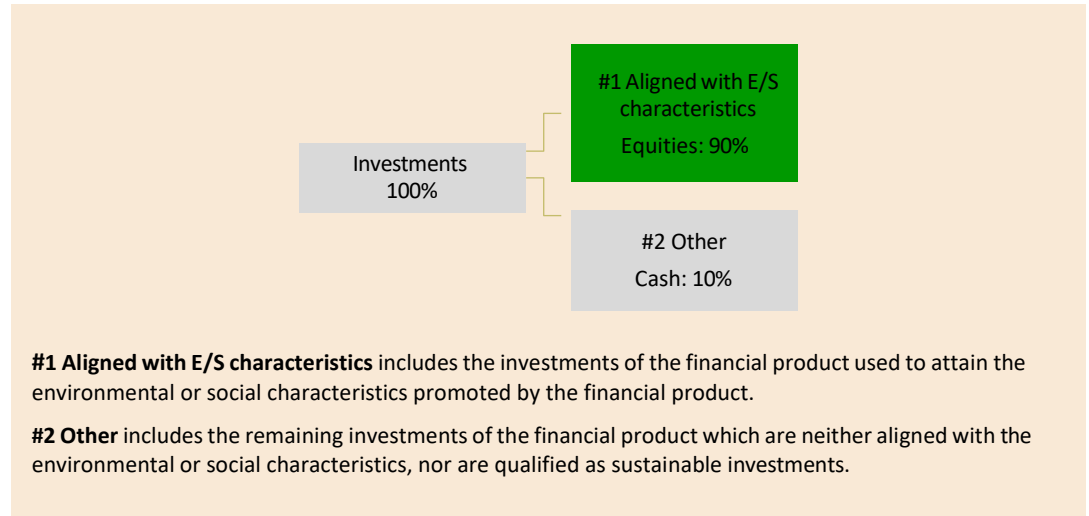 #1 Aligned with E/S
characteristics
Equities: 90%
Investments
100%
#2 Other
Cash: 10%
#1 Aligned with E/S characteristics includes the investments of the financial product used to attain the
environmental or social characteristics promoted by the financial product.
#2 Other includes the remaining investments of the financial product which are neither aligned with the
environmental or social characteristics, nor are qualified as sustainable investments.